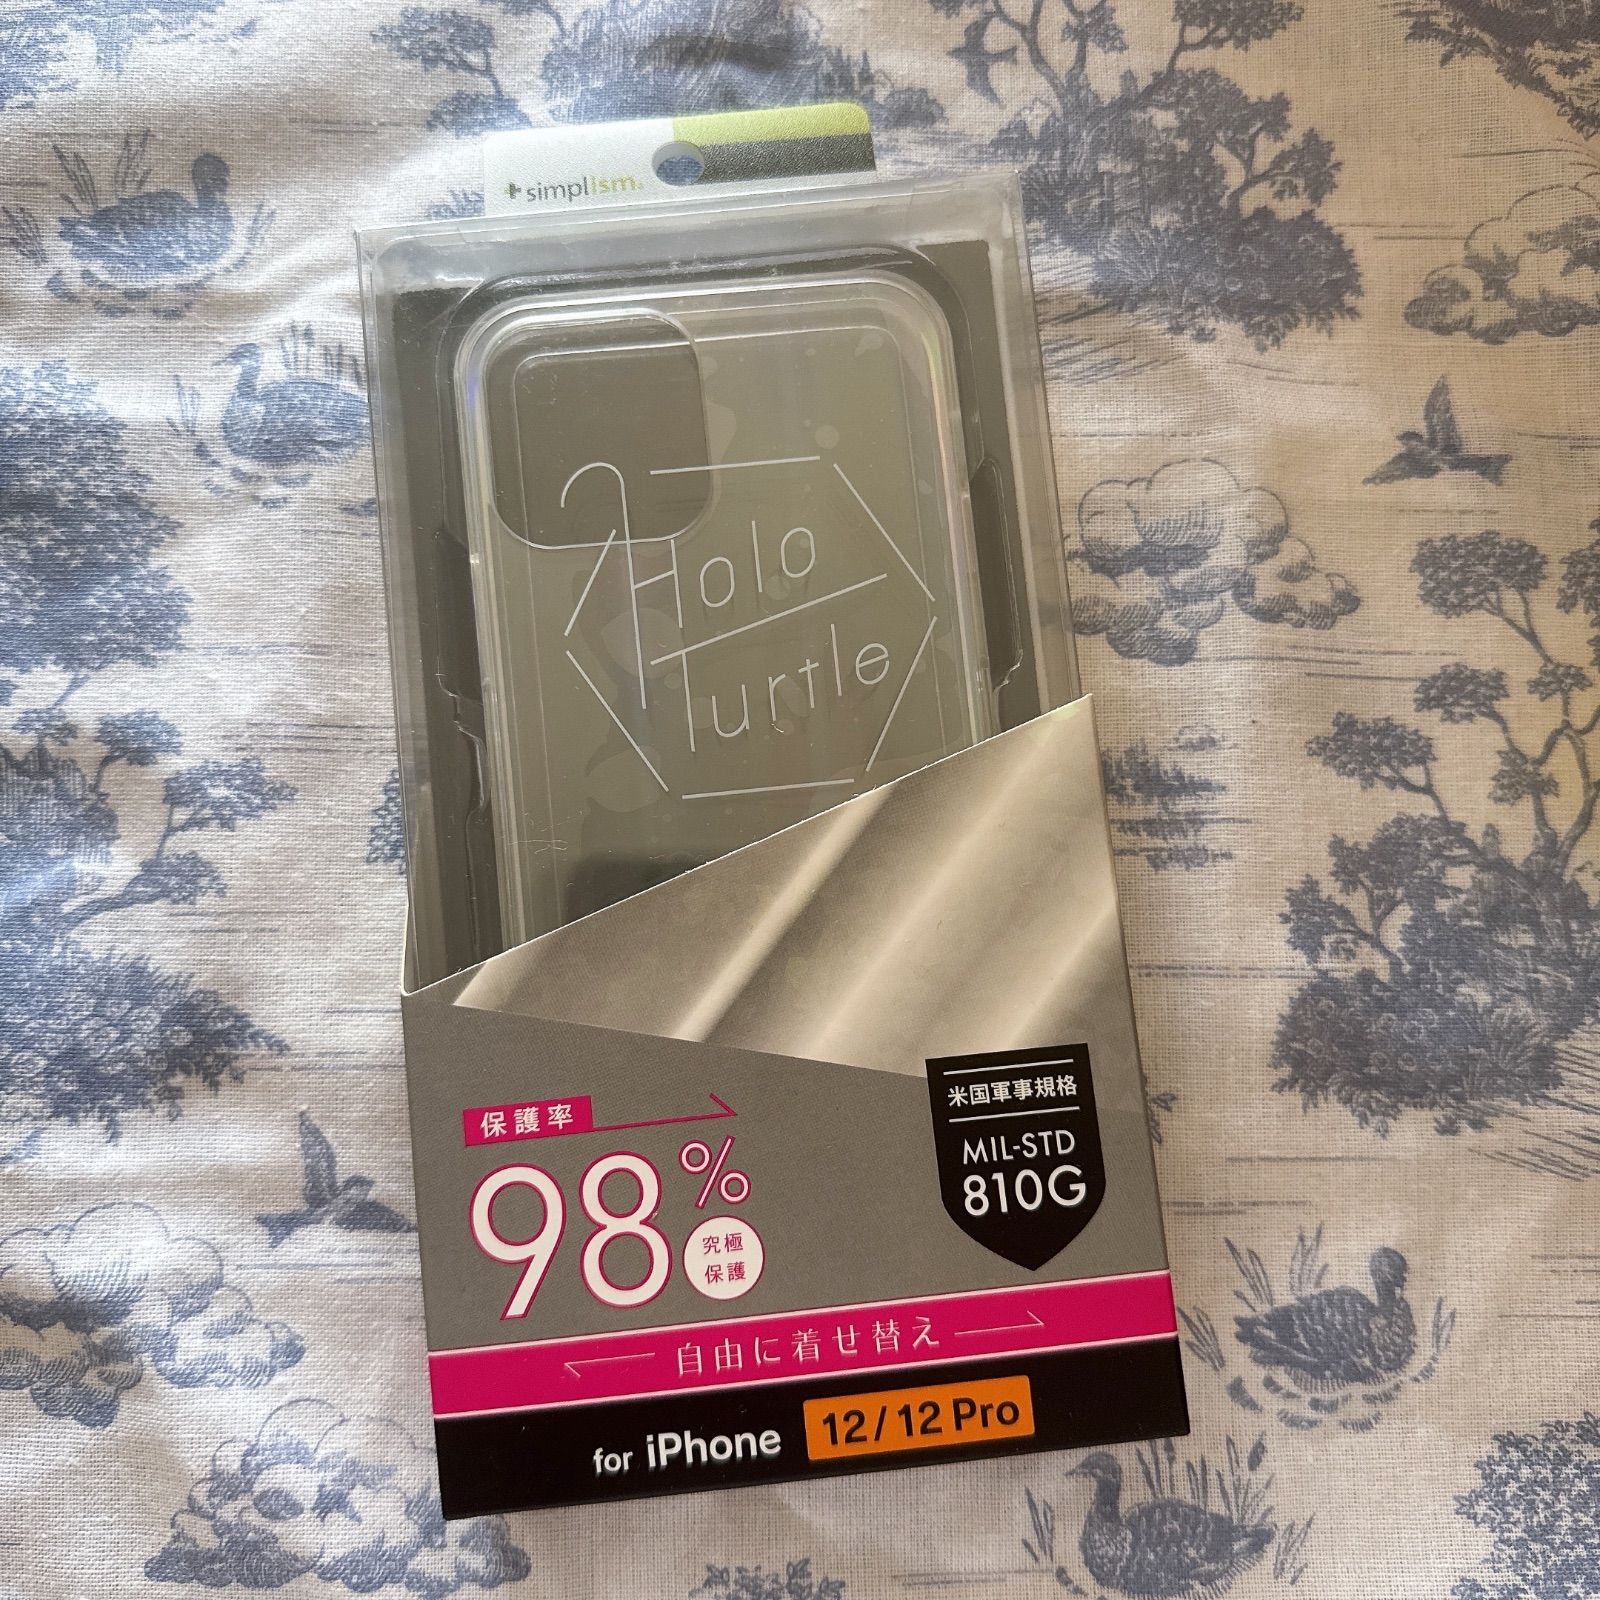 simplism.
Holo
Turtle
保護率
98%
究極
保護
米国軍事規格
MIL-STD
810G
自由に着せ替え
for iPhone 12/12 Pro